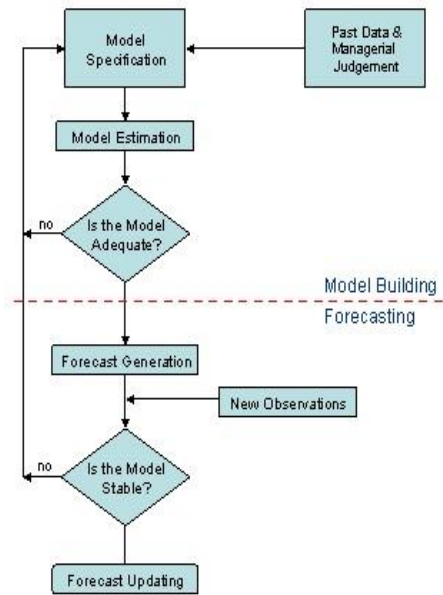 Model
Specification
Past Data &
Managerial
Judgement
Model Estimation
no
Is the Model
Adequate?
Model Building
Forecasting
Forecast Generation
New Observations
no
Is the Model
Stable?
Forecast Updating